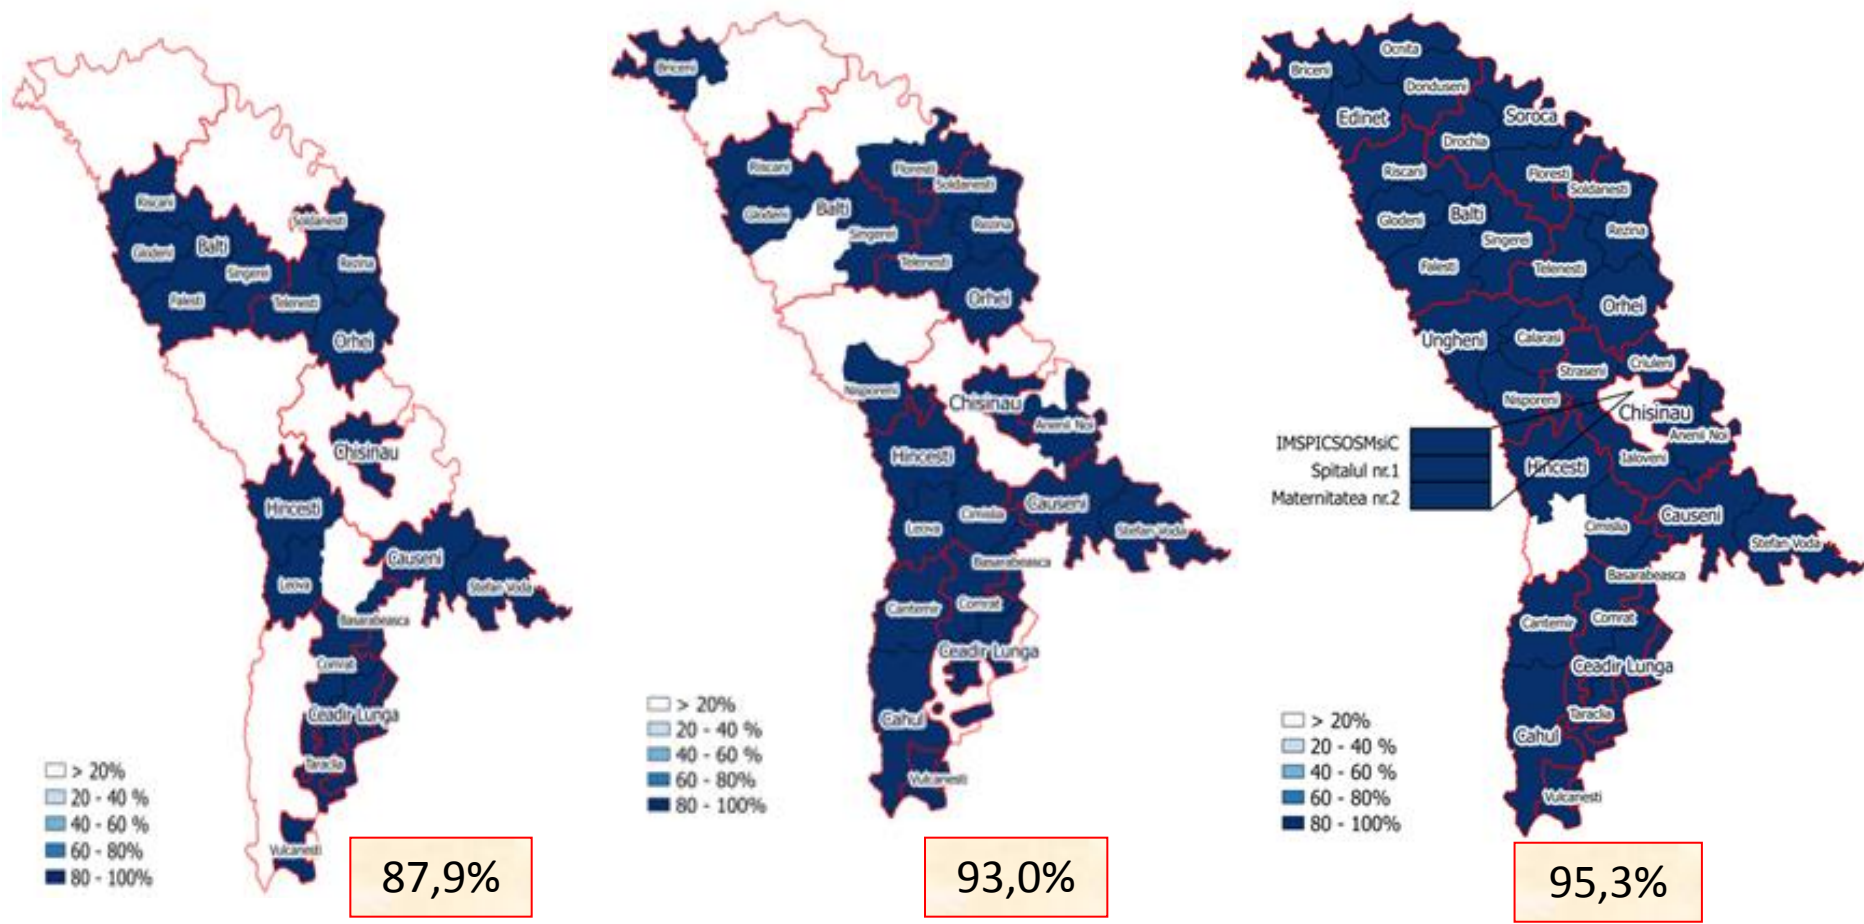 Riscani
Soldanesti
Glodeni
Balti
Singerei
Rezina
Falesti
Telenesti
Orhei
Chisinau
Hincesti
Causeni
Leova
Stefan Voda
Basarabeasca
Comrat
Ceadir Lunga
Taraclia
Vulcanesti
> 20%
20 - 40 %
40 - 60 %
60 - 80%
80 - 100%
87,9%
Briceni
Riscani
Floresti
Soldanesti
Glodeni
Balti
Singerei
Rezina
Telenesti
Orhei
Nisporeni
Chisinau
Anenii Noi
Hincesti
Causeni
Leova
Cimislia
Stefan Voda
Basarabeasca
Cantemir
Comrat
Ceadir Lunga
Cahul
Vulcanesti
> 20%
20 - 40 %
40 - 60 %
60 - 80%
80 - 100%
93,0%
Ocnita
Briceni
Donduseni
Edinet
Soroca
Drochia
Riscani
Floresti
Soldanesti
Glodeni
Balti
Singerei
Rezina
Falesti
Telenesti
Orhei
Ungheni
Calarasi
Straseni
Criuleni
Nisporeni
Chisinau
Anenii Noi
IMSPICSOSMsiC
Spitalul nr.1
Maternitatea nr.2
Hincesti
Ialoveni
Cimislia
Causeni
Stefan Voda
Basarabeasca
Cantemir
Comrat
Ceadir Lunga
Taraclia
Cahul
Vulcanesti
> 20%
20 - 40 %
40 - 60 %
60 - 80%
80 - 100%
95,3%